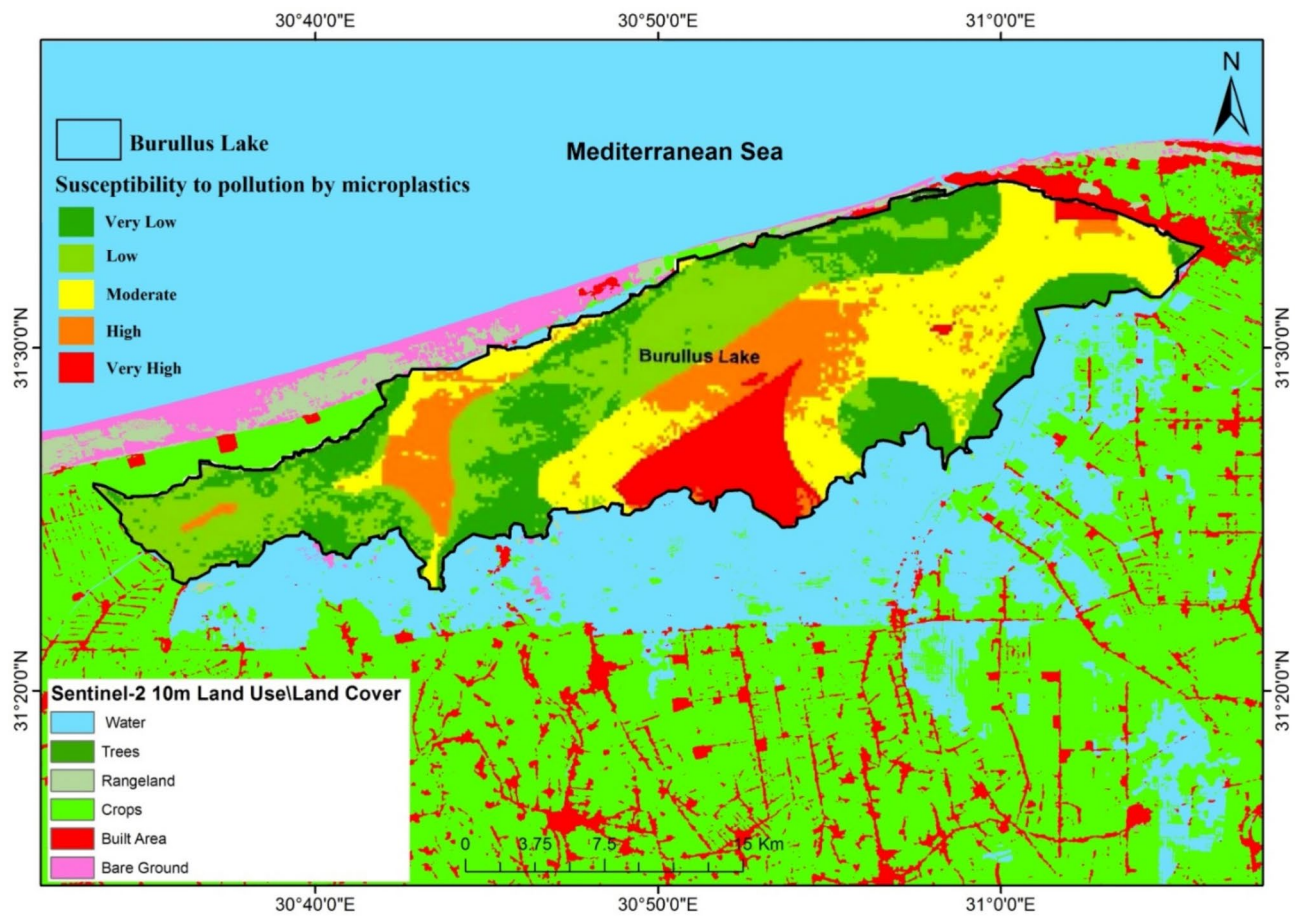 30°40'0"E
30°50'0"E
31°0'0"E
N
Burullus Lake
Mediterranean Sea
Susceptibility to pollution by microplastics
Very Low
Low
Moderate
High
Very High
31°30'0"N
31°30'0"N
Burullus Lake
31°20'0"N
31°20'0"N
Sentinel-2 10m Land Use\Land Cover
Water
Trees
Rangeland
Crops
Built Area
Bare Ground
0 3.75 7.5 15 Km
30°40'0"E
30°50'0"E
31°0'0"E